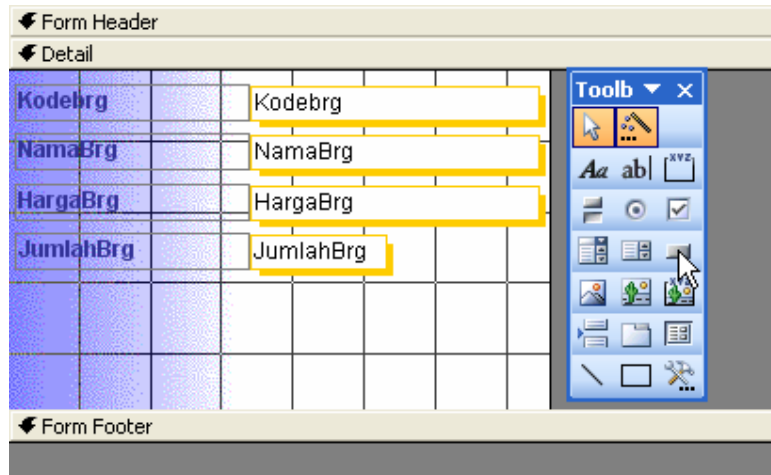 Form Header
Detail
Kodebrg Kodebrg
NamaBrg NamaBrg
HargaBrg HargaBrg
JumlahBrg JumlahBrg
Toolb
Aa ab| XYZ
Form Footer